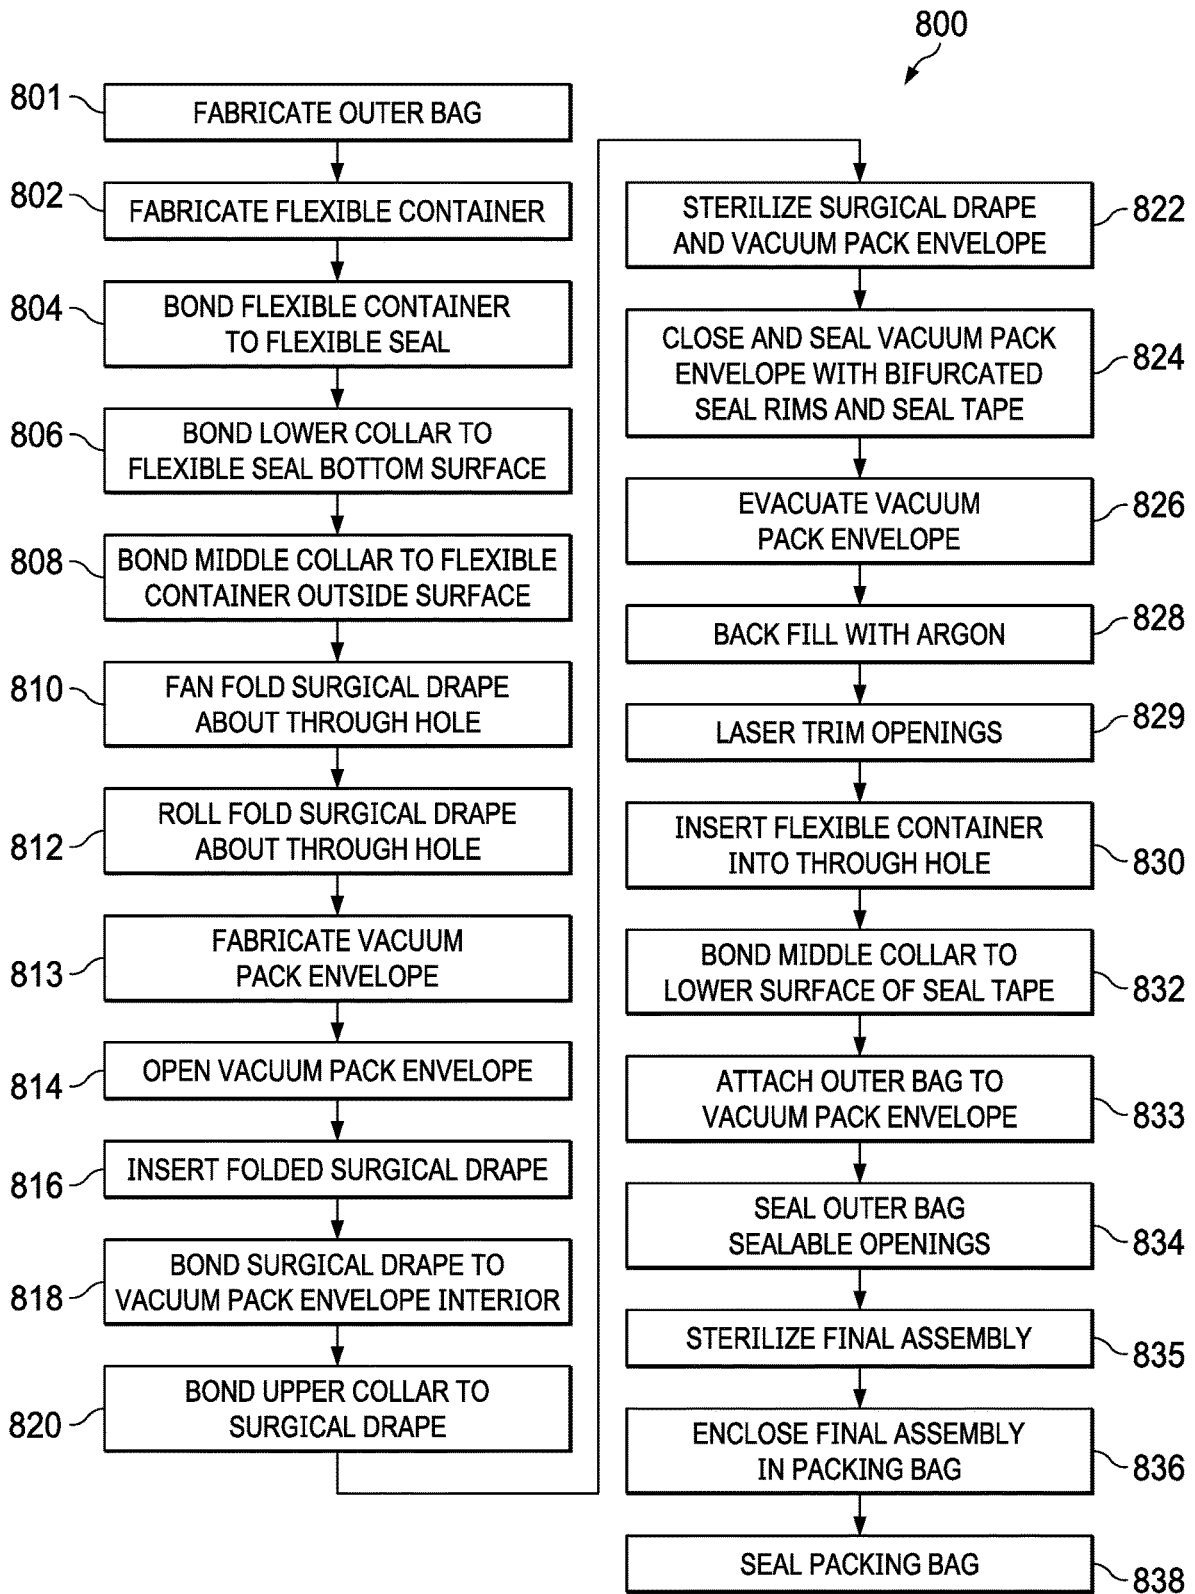 800
801
FABRICATE OUTER BAG
802
FABRICATE FLEXIBLE CONTAINER
804
BOND FLEXIBLE CONTAINER
TO FLEXIBLE SEAL
806
BOND LOWER COLLAR TO
FLEXIBLE SEAL BOTTOM SURFACE
808
BOND MIDDLE COLLAR TO FLEXIBLE
CONTAINER OUTSIDE SURFACE
810
FAN FOLD SURGICAL DRAPE
ABOUT THROUGH HOLE
812
ROLL FOLD SURGICAL DRAPE
ABOUT THROUGH HOLE
813
FABRICATE VACUUM
PACK ENVELOPE
814
OPEN VACUUM PACK ENVELOPE
816
INSERT FOLDED SURGICAL DRAPE
818
BOND SURGICAL DRAPE TO
VACUUM PACK ENVELOPE INTERIOR
820
BOND UPPER COLLAR TO
SURGICAL DRAPE
STERILIZE SURGICAL DRAPE
AND VACUUM PACK ENVELOPE
822
CLOSE AND SEAL VACUUM PACK
ENVELOPE WITH BIFURCATED
SEAL RIMS AND SEAL TAPE
824
EVACUATE VACUUM
PACK ENVELOPE
826
BACK FILL WITH ARGON
828
LASER TRIM OPENINGS
829
INSERT FLEXIBLE CONTAINER
INTO THROUGH HOLE
830
BOND MIDDLE COLLAR TO
LOWER SURFACE OF SEAL TAPE
832
ATTACH OUTER BAG TO
VACUUM PACK ENVELOPE
833
SEAL OUTER BAG
SEALABLE OPENINGS
834
STERILIZE FINAL ASSEMBLY
835
ENCLOSE FINAL ASSEMBLY
IN PACKING BAG
836
SEAL PACKING BAG
838